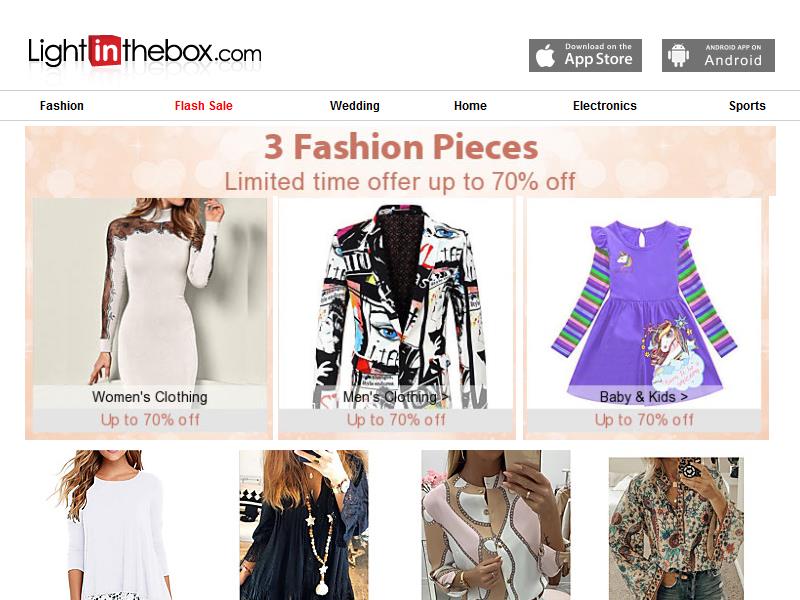 Lightinthebox.com
Download on the
App Store
ANDROID APP ON
Android
Fashion Flash Sale Wedding Home Electronics Sports
3 Fashion Pieces
Limited time offer up to 70% off
Women's Clothing
Men's Clothing >
Baby & Kids >
Up to 70% off
Up to 70% off
Up to 70% off